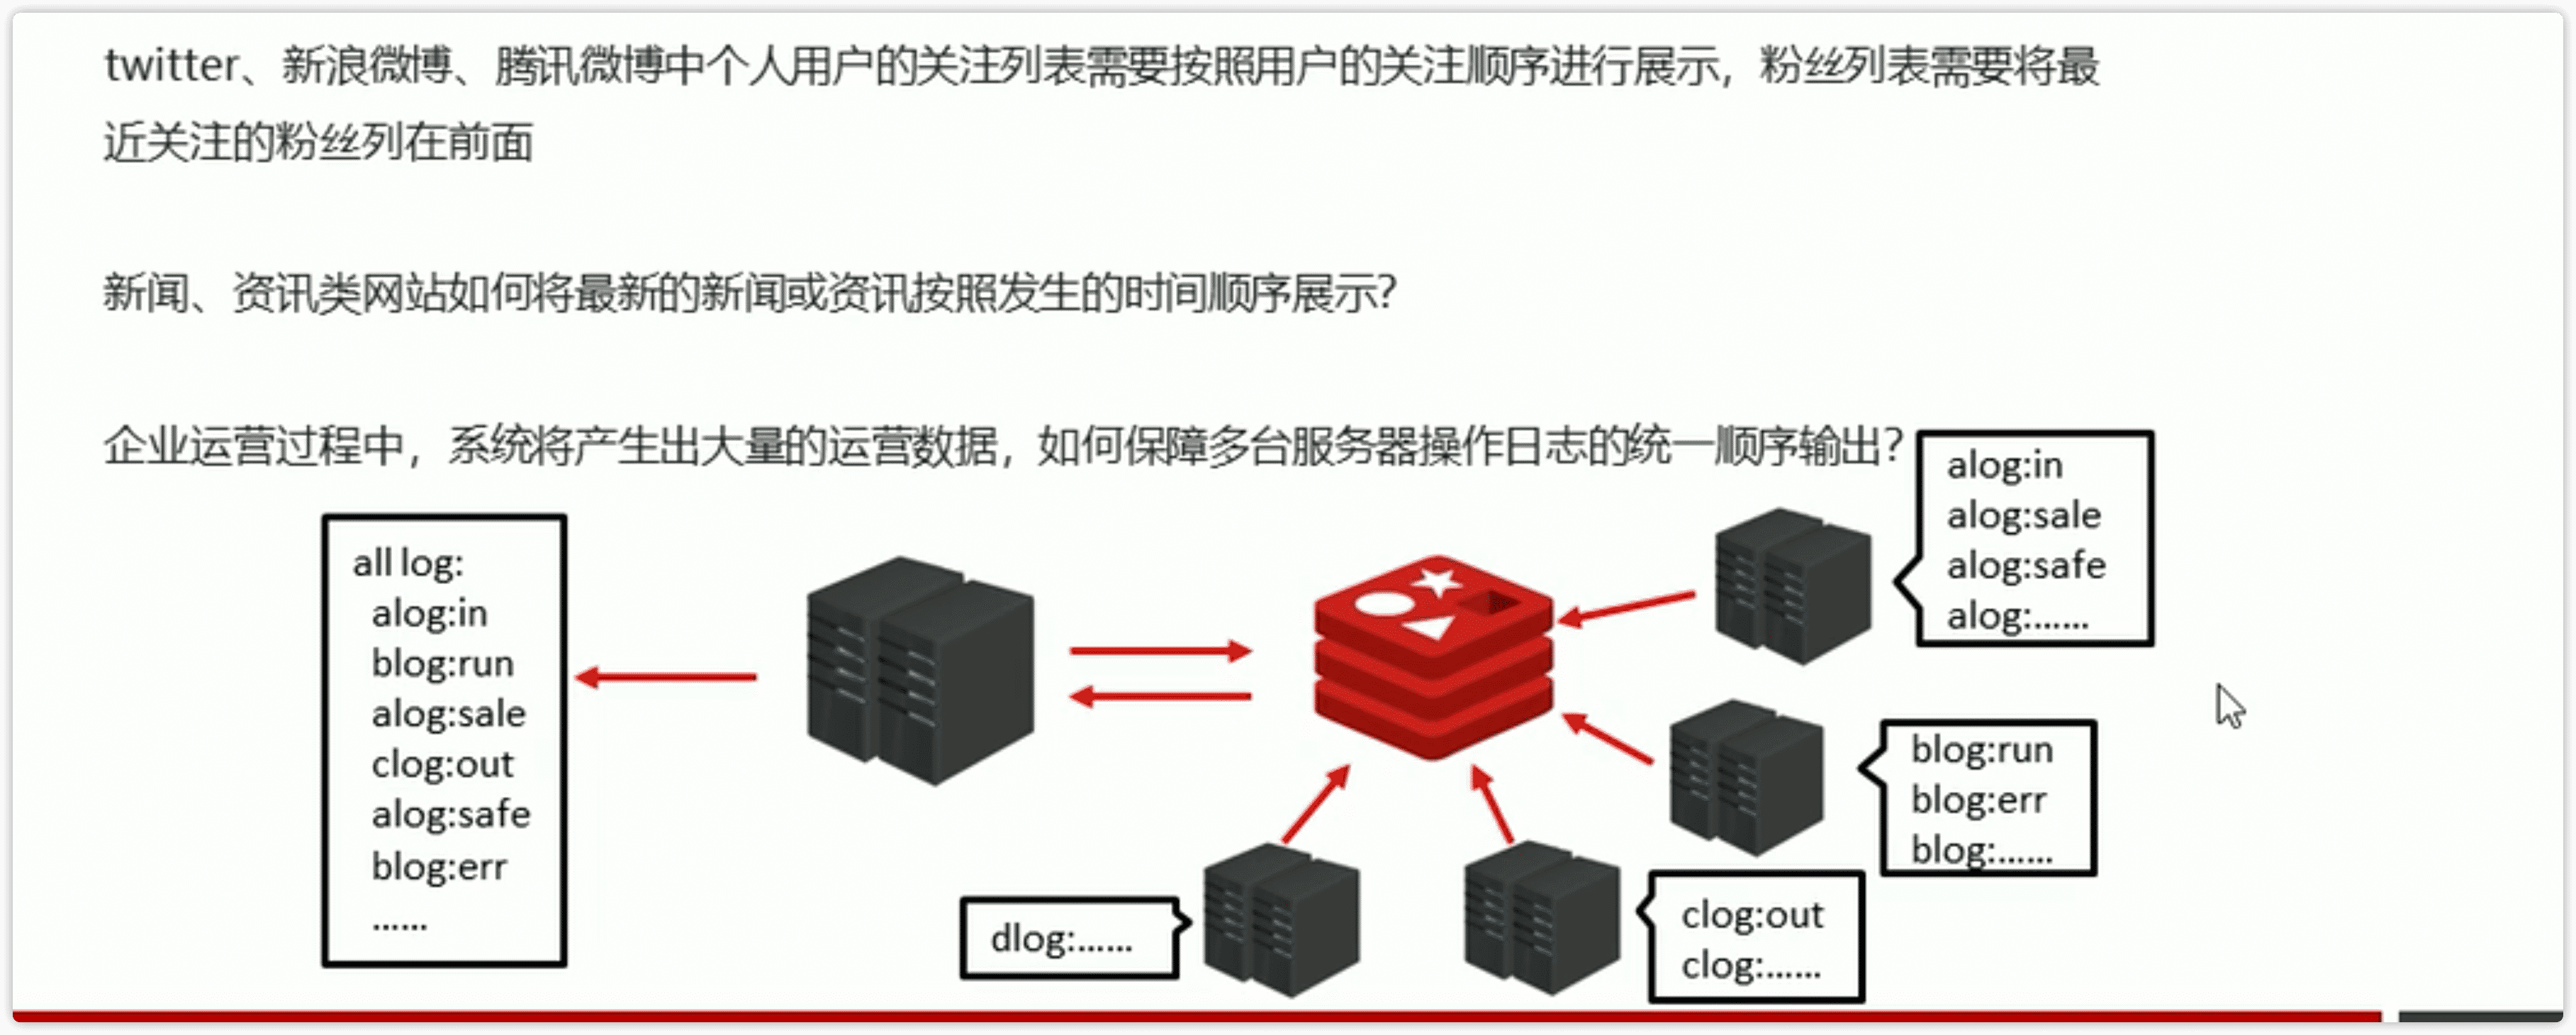 twitter、新浪微博、腾讯微博中个人用户的关注列表需要按照用户的关注顺序进行展示，粉丝列表需要将最
近关注的粉丝列在前面
新闻、资讯类网站如何将最新的新闻或资讯按照发生的时间顺序展示?
企业运营过程中，系统将产生出大量的运营数据，如何保障多台服务器操作日志的统一顺序输出?
all log:
alog:in
blog:run
alog:sale
clog:out
alog:safe
blog:err
......
alog:in
alog:sale
alog:safe
alog:......
blog:run
blog:err
blog:......
clog:out
clog:......
dlog:......